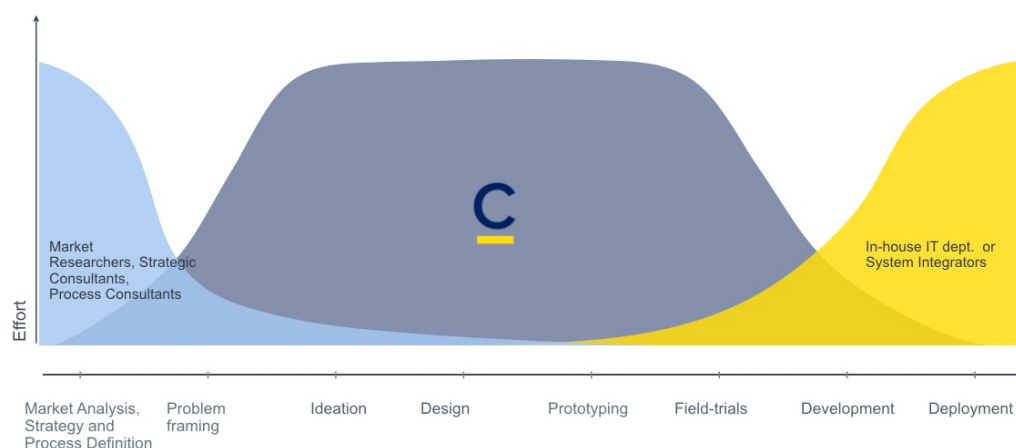 C
Market
Researchers, Strategic
Consultants,
Process Consultants
In-house IT dept. or
System Integrators
Effort
Market Analysis,
Strategy and
Process Definition
Problem
framing
Ideation
Design
Prototyping
Field-trials
Development
Deployment